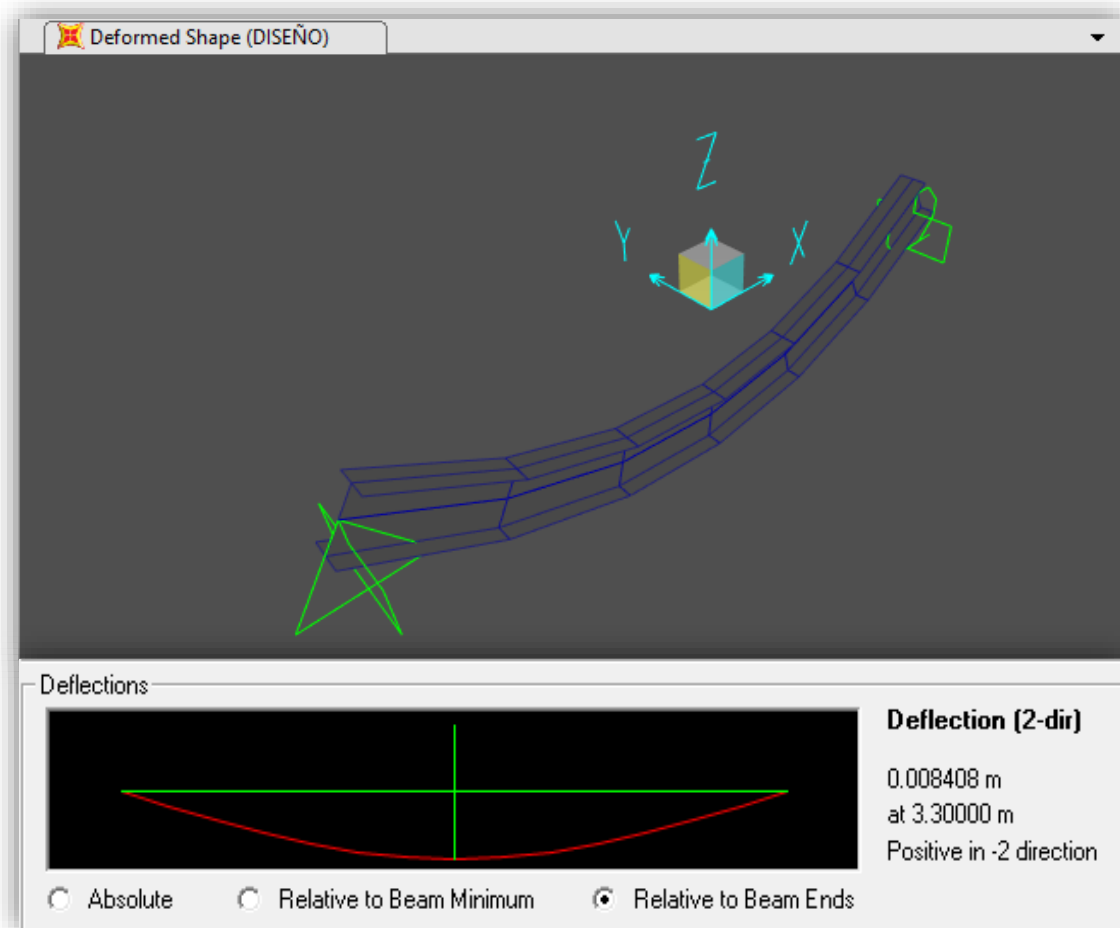 Deformed Shape (DISEÑO)
Z
Y
X
Deflections
Deflection (2-dir)
0.008408 m
at 3.30000 m
Positive in -2 direction
Absolute
Relative to Beam Minimum
Relative to Beam Ends